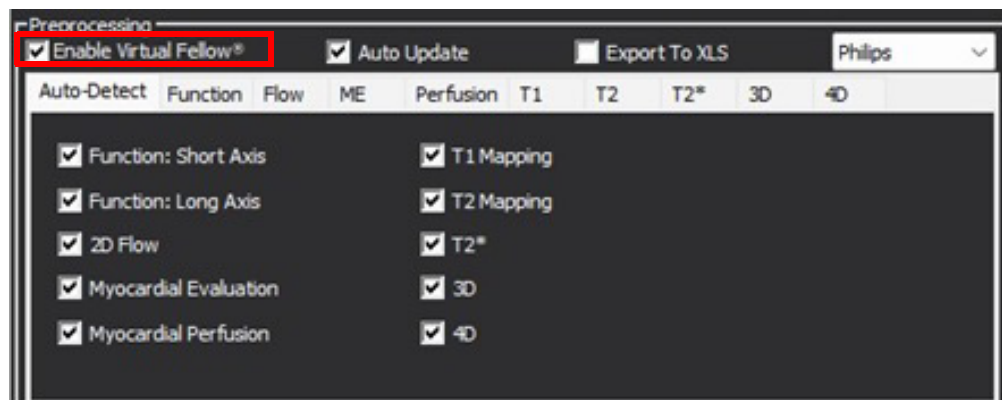 Preprocessing
Enable Virtual Fellow® Auto Update Export To XLS Philips
Auto-Detect Function Flow ME Perfusion T1 T2 T2* 3D 4D
Function: Short Axis T1 Mapping
Function: Long Axis T2 Mapping
2D Flow T2*
Myocardial Evaluation 3D
Myocardial Perfusion 4D